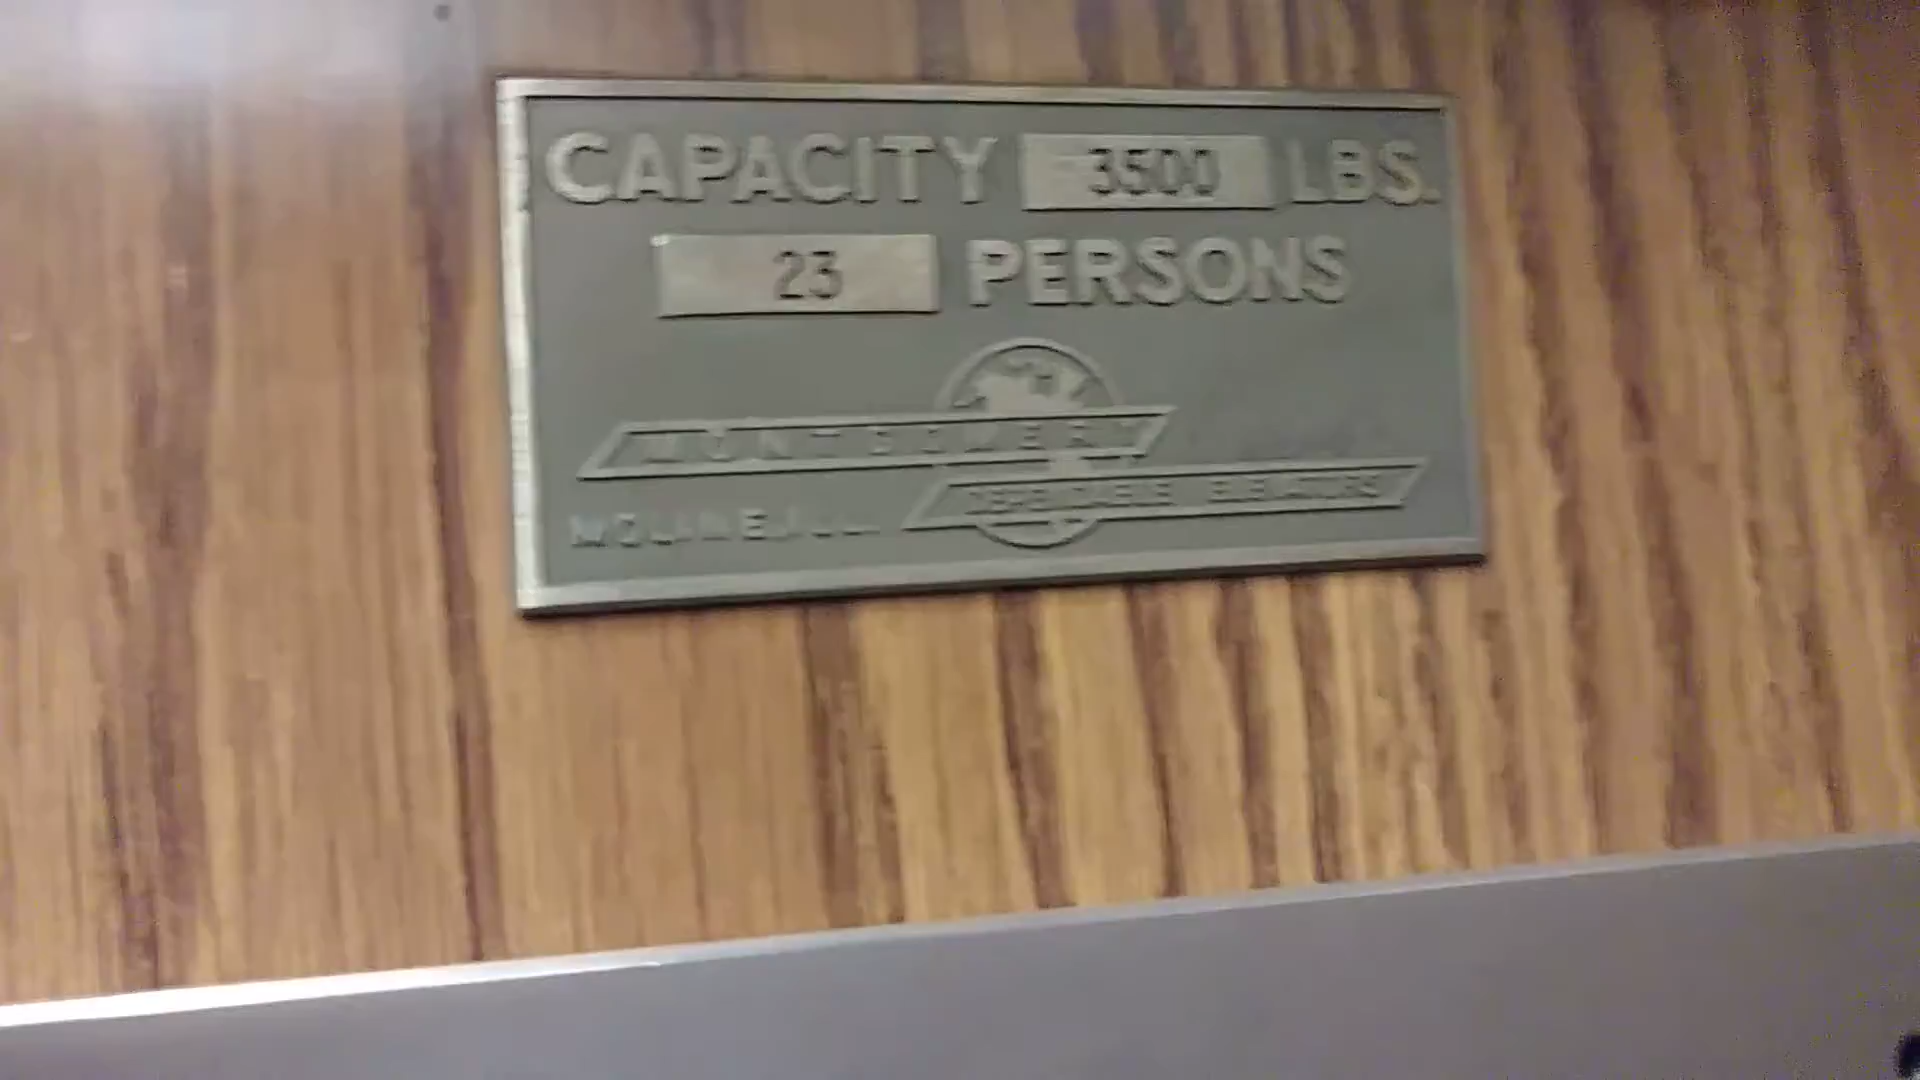 CAPACITY 3500 LBS.
23 PERSONS
MONTGOMERY
DEPENDABLE ELEVATORS
MOLINE, ILL.